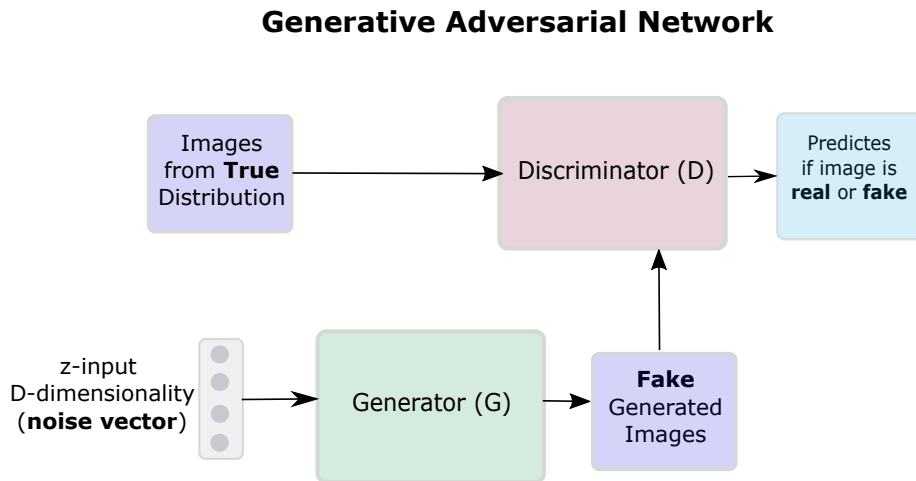 Generative Adversarial Network
Images
from True
Distribution
Discriminator (D)
Predictes
if image is
real or fake
z-input
D-dimensionality
(noise vector)
Generator (G)
Fake
Generated
Images